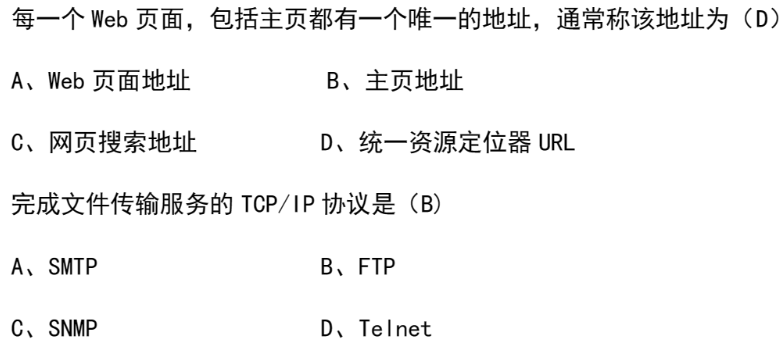 每一个 Web 页面，包括主页都有一个唯一的地址，通常称该地址为（D）
A、Web 页面地址 B、主页地址
C、网页搜索地址 D、统一资源定位器 URL
完成文件传输服务的 TCP/IP 协议是（B）
A、SMTP B、FTP
C、SNMP D、Telnet